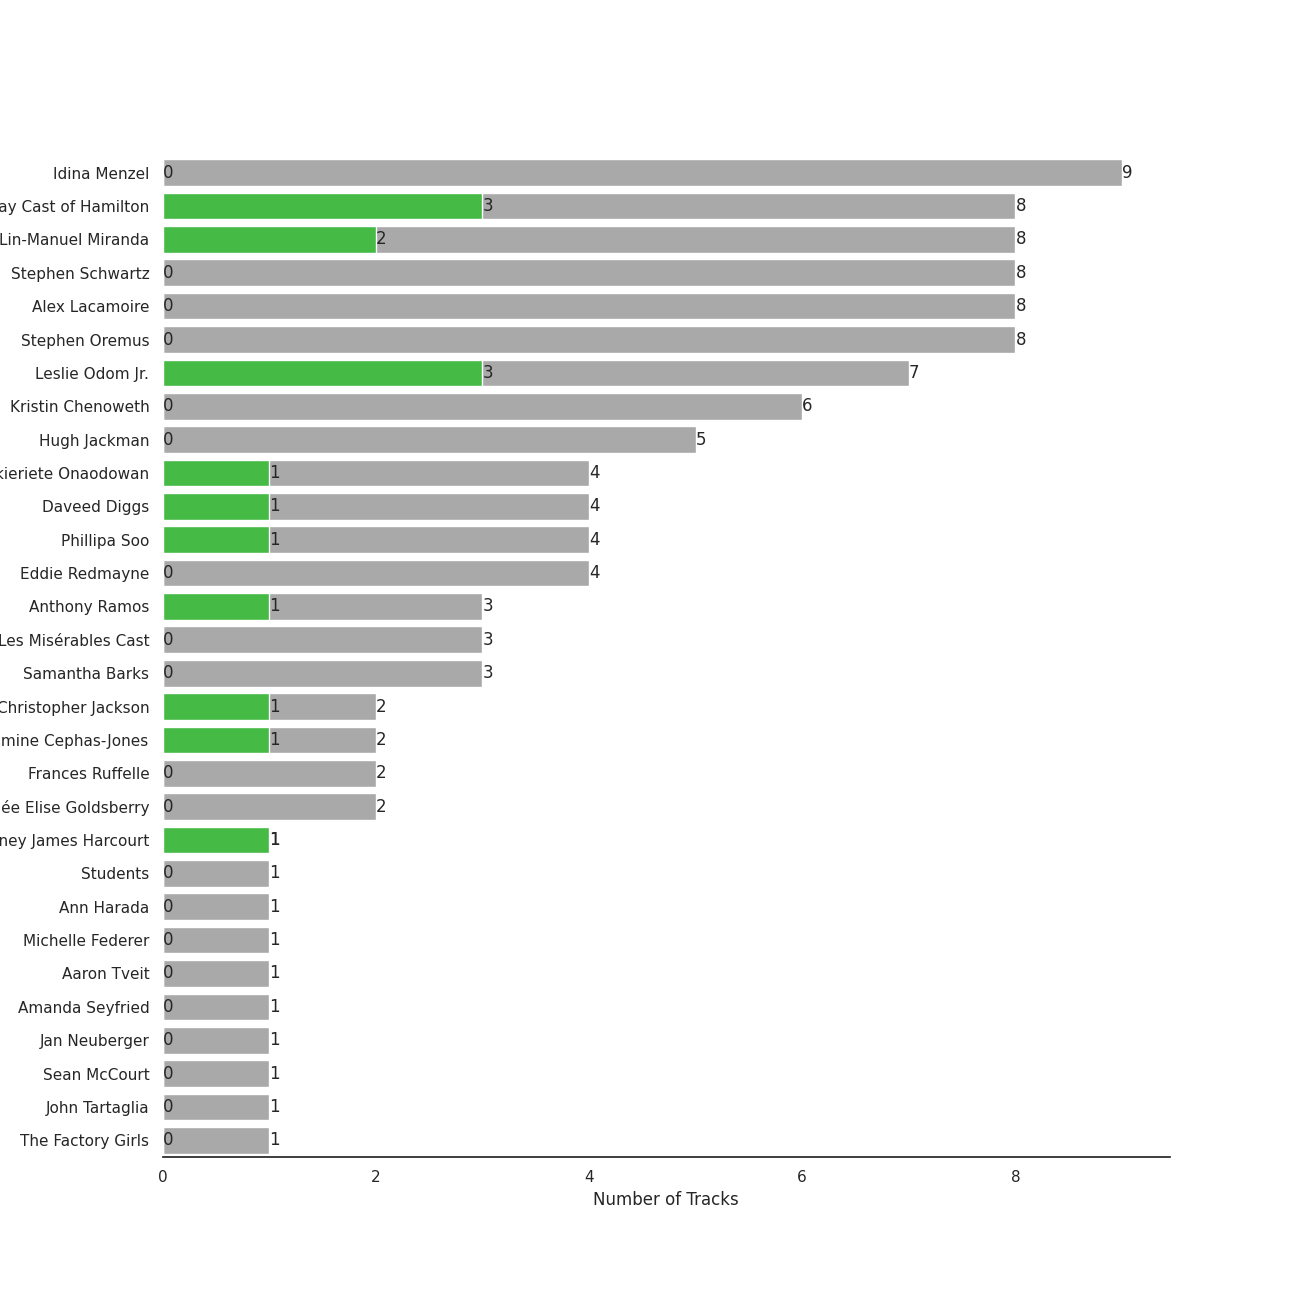 Idina Menzel 0 9
ay Cast of Hamilton 3 8
Lin-Manuel Miranda 2 8
Stephen Schwartz 0 8
Alex Lacamoire 0 8
Stephen Oremus 0 8
Leslie Odom Jr. 3 7
Kristin Chenoweth 0 6
Hugh Jackman 0 5
kieriete Onaodowan 1 4
Daveed Diggs 1 4
Phillipa Soo 1 4
Eddie Redmayne 0 4
Anthony Ramos 1 3
Les Misérables Cast 0 3
Samantha Barks 0 3
Christopher Jackson 1 2
mine Cephas-Jones 1 2
Frances Ruffelle 0 2
ée Elise Goldsberry 0 2
ney James Harcourt 1
Students 0 1
Ann Harada 0 1
Michelle Federer 0 1
Aaron Tveit 0 1
Amanda Seyfried 0 1
Jan Neuberger 0 1
Sean McCourt 0 1
John Tartaglia 0 1
The Factory Girls 0 1
0 2 4 6 8
Number of Tracks